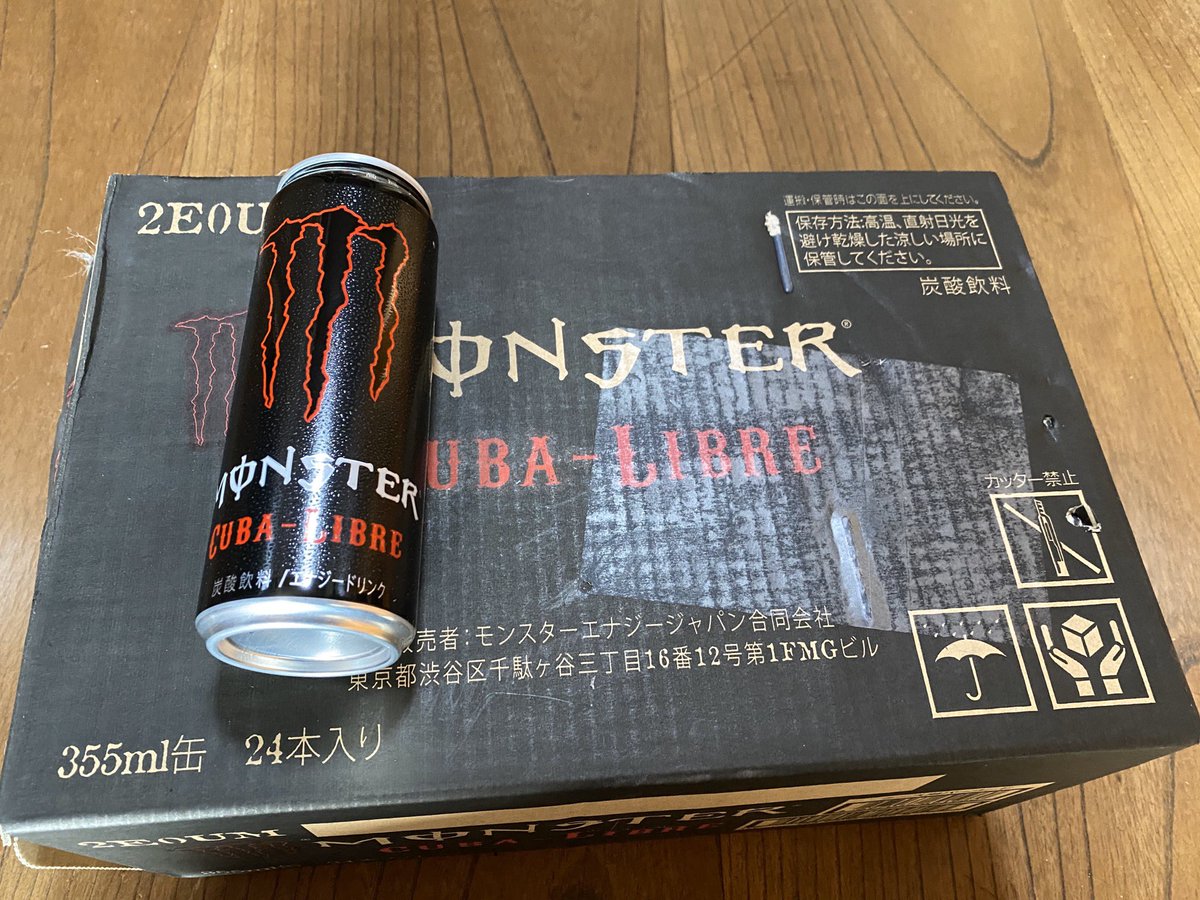 2E0U
運搬・保管時はこの面を上にしてください。
保存方法:高温、直射日光を
避け乾燥した涼しい場所に
保管してください。
炭酸飲料
MONSTER
CUBA-LIBRE
炭酸飲料/エナジードリンク
ONSTER®
UBA-LIBRE
カッター禁止
売者:モンスターエナジージャパン合同会社
東京都渋谷区千駄ヶ谷三丁目16番12号第1FMGビル
355ml缶 24本入り
2E0UM MONSTER
CUBA-LIBRE